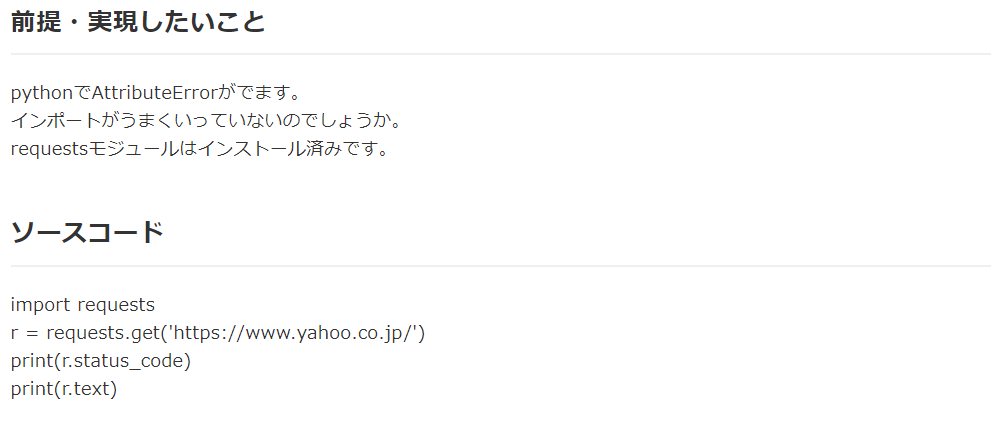 前提・実現したいこと
pythonでAttributeErrorがでます。
インポートがうまくいっていないのでしょうか。
requestsモジュールはインストール済みです。
ソースコード
import requests
r = requests.get('https://www.yahoo.co.jp/')
print(r.status_code)
print(r.text)